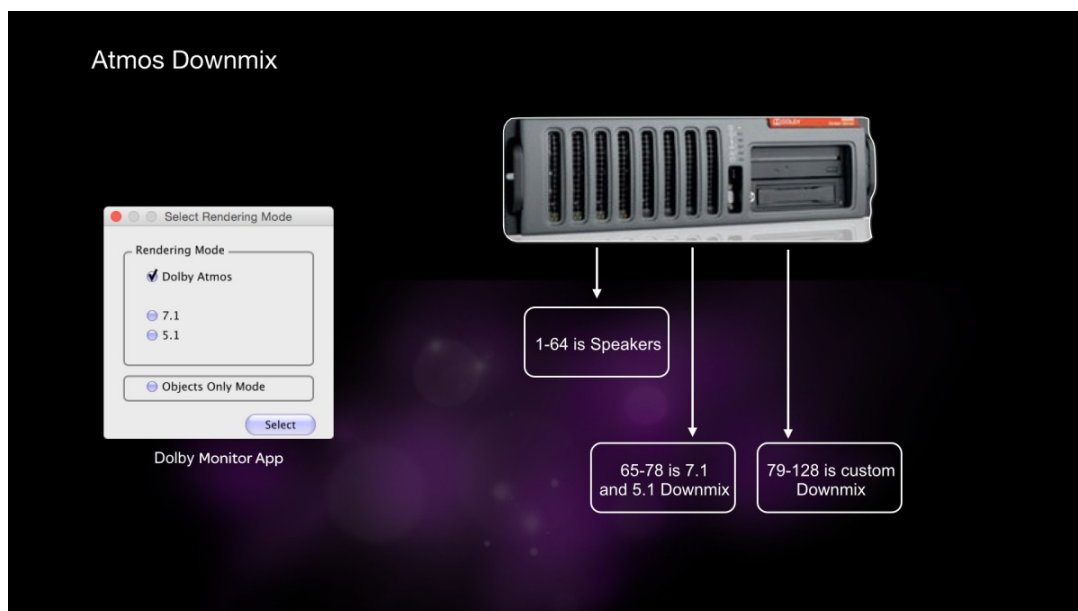 Atmos Downmix
DOLBY
Select Rendering Mode
Rendering Mode
Dolby Atmos
7.1
5.1
Objects Only Mode
Select
Dolby Monitor App
1-64 is Speakers
65-78 is 7.1
and 5.1 Downmix
79-128 is custom
Downmix